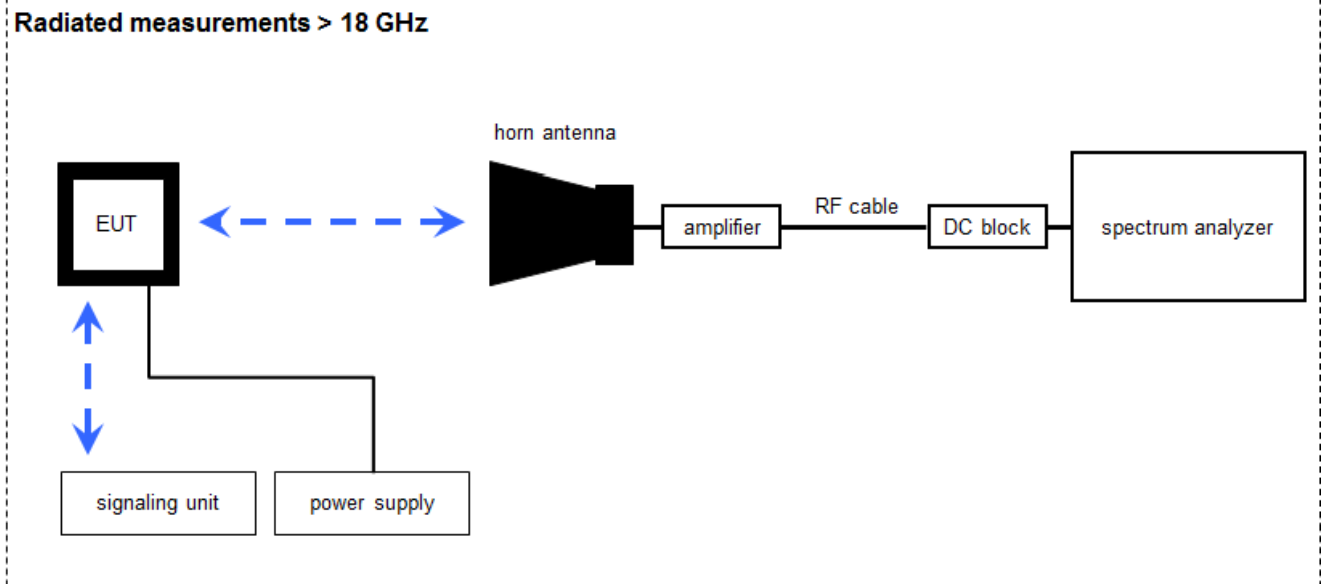 Radiated measurements > 18 GHz
horn antenna
EUT
amplifier
RF cable
DC block
spectrum analyzer
signaling unit
power supply